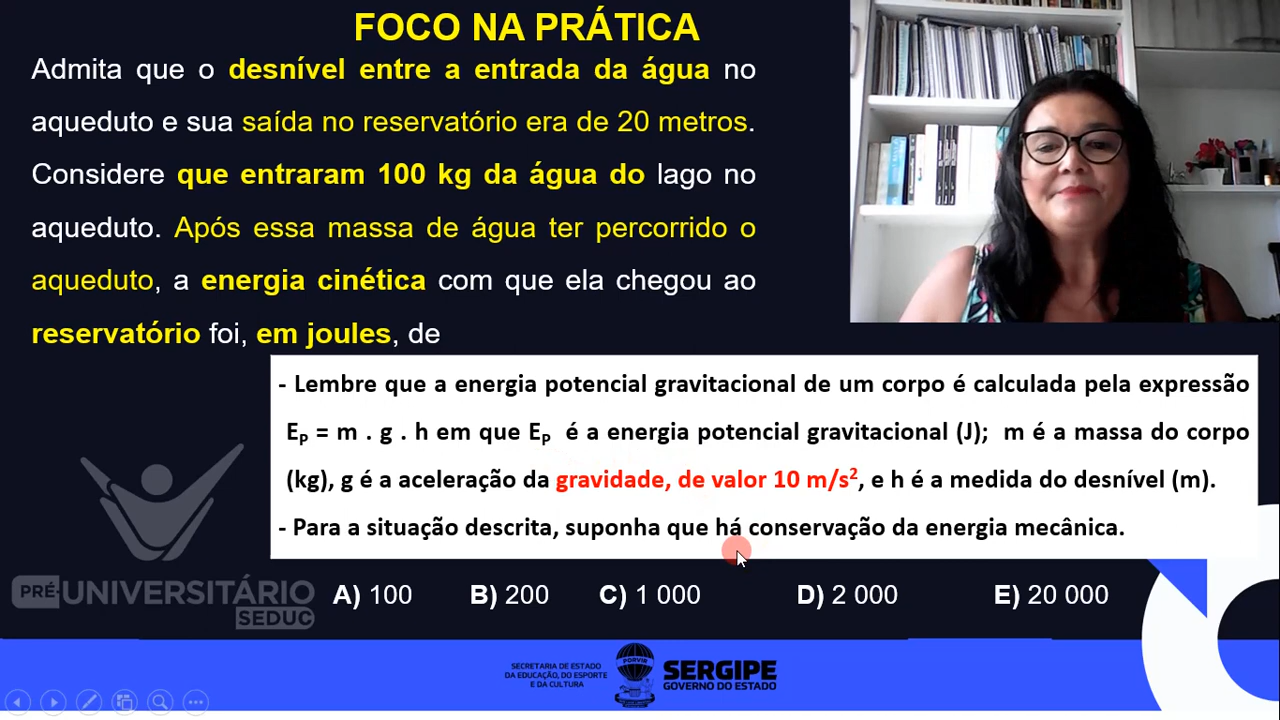 FOCO NA PRÁTICA
Admita que o desnível entre a entrada da água no
aqueduto e sua saída no reservatório era de 20 metros.
Considere que entraram 100 kg da água do lago no
aqueduto. Após essa massa de água ter percorrido o
aqueduto, a energia cinética com que ela chegou ao
reservatório foi, em joules, de
- Lembre que a energia potencial gravitacional de um corpo é calculada pela expressão
EP = m . g . h em que EP é a energia potencial gravitacional (J); m é a massa do corpo
(kg), g é a aceleração da gravidade, de valor 10 m/s², e h é a medida do desnível (m).
- Para a situação descrita, suponha que há conservação da energia mecânica.
A) 100 B) 200 C) 1 000 D) 2 000 E) 20 000
PRÉ-UNIVERSITÁRIO
SEDUC
SECRETARIA DE ESTADO
DA EDUCAÇÃO, DO ESPORTE
E DA CULTURA
PORVIR
SERGIPE
GOVERNO DO ESTADO